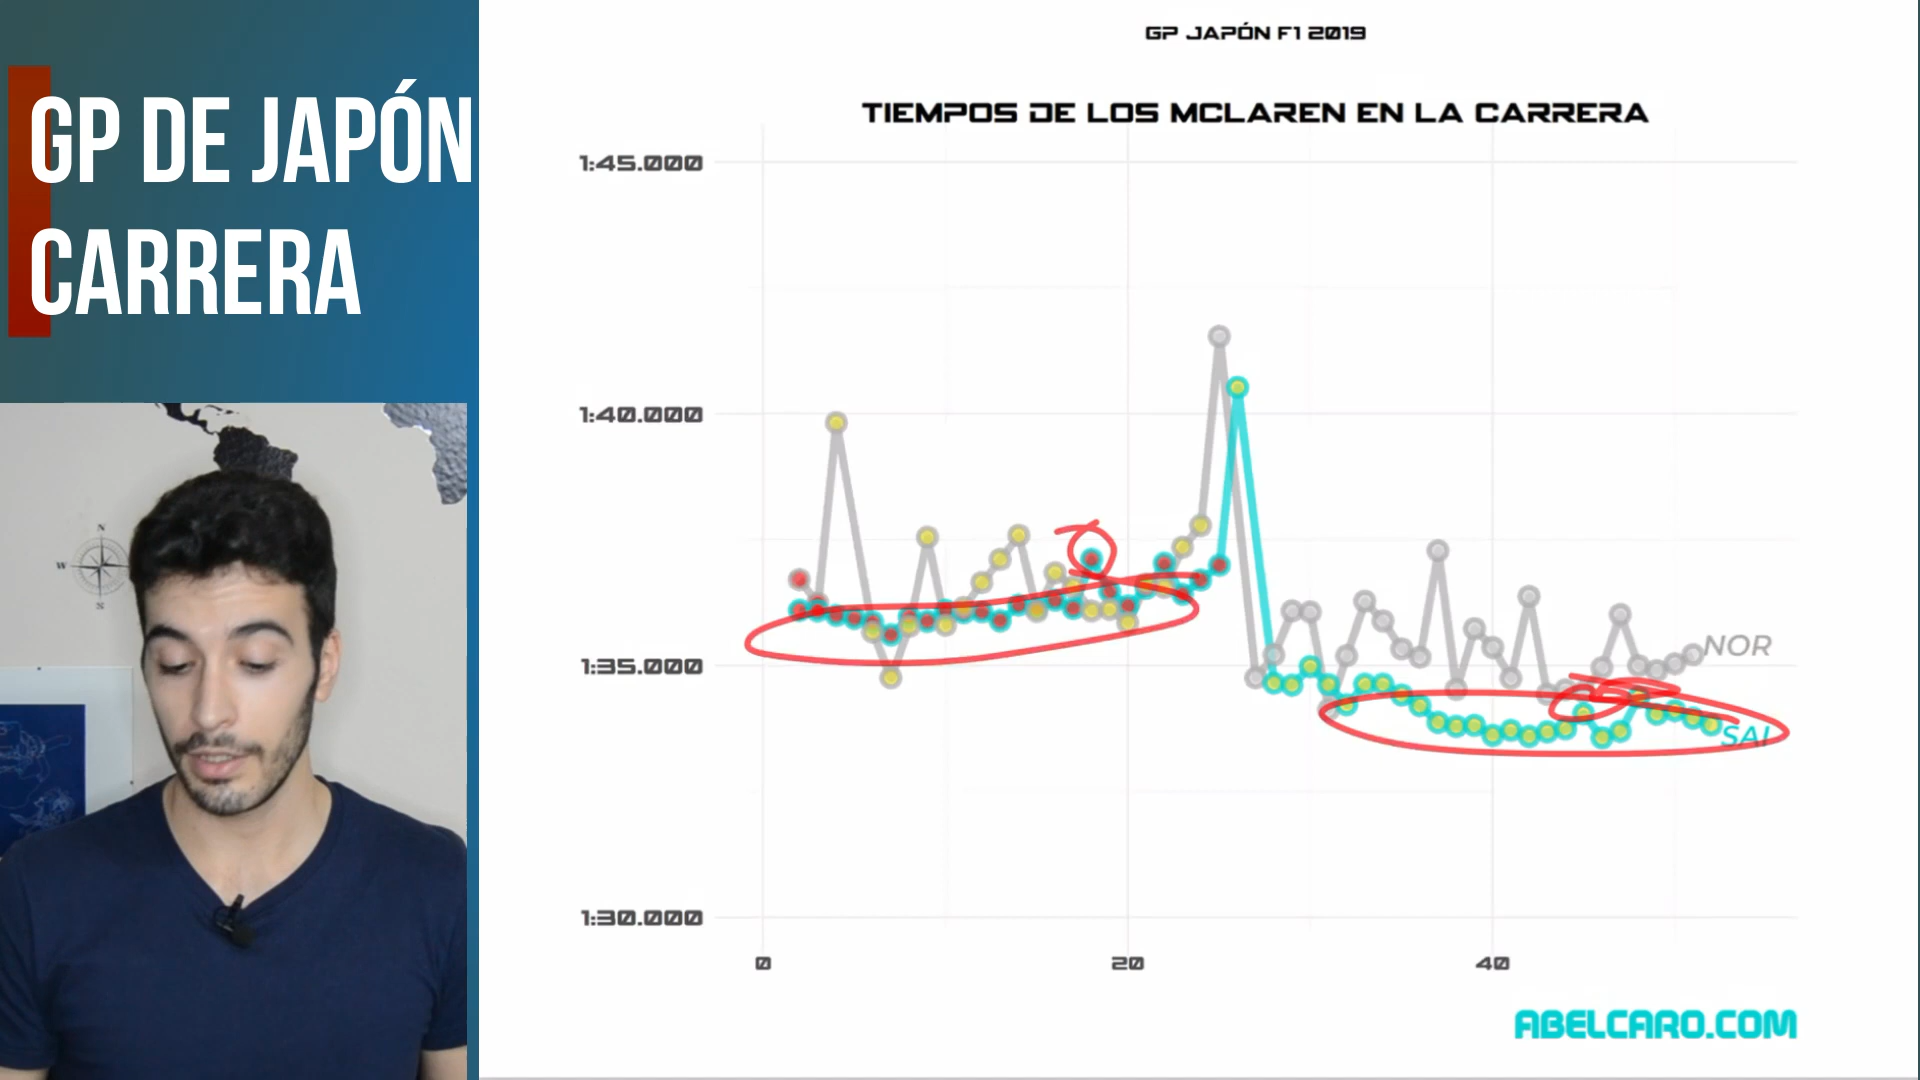 GP DE JAPÓN
CARRERA
GP JAPÓN F1 2019
TIEMPOS DE LOS MCLAREN EN LA CARRERA
1:45.000
1:40.000
1:35.000
1:30.000
0
20
40
NOR
SAI
ABELCARO.COM
N
W
S